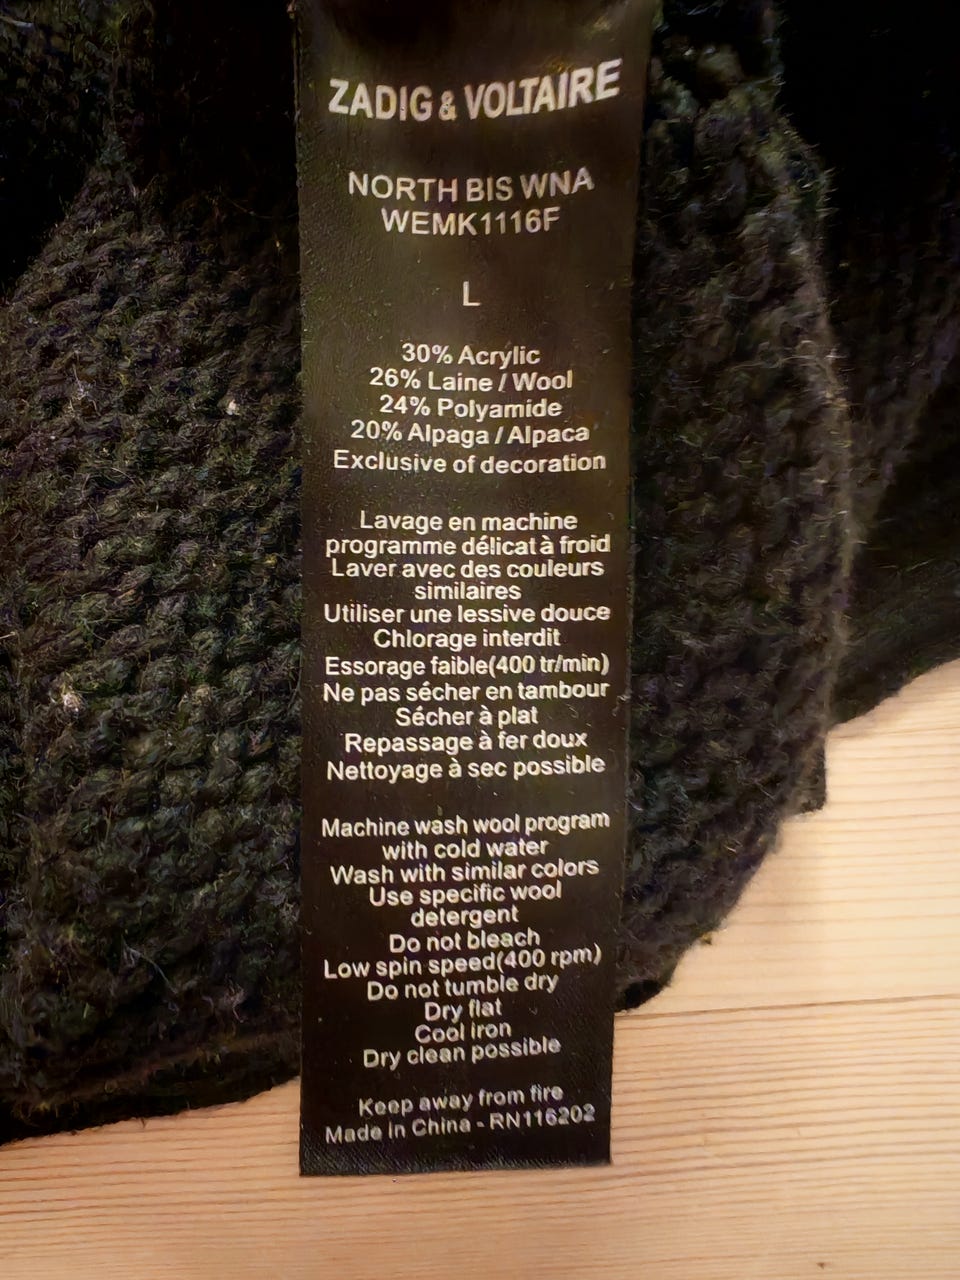 ZADIG & VOLTAIRE
NORTH BIS WNA
WEMK1116F
L
30% Acrylic
26% Laine / Wool
24% Polyamide
20% Alpaga / Alpaca
Exclusive of decoration
Lavage en machine
programme délicat à froid
Laver avec des couleurs
similaires
Utiliser une lessive douce
Chlorage interdit
Essorage faible(400 tr/min)
Ne pas sécher en tambour
Sécher à plat
Repassage à fer doux
Nettoyage à sec possible
Machine wash wool program
with cold water
Wash with similar colors
Use specific wool
detergent
Do not bleach
Low spin speed(400 rpm)
Do not tumble dry
Dry flat
Cool iron
Dry clean possible
Keep away from fire
Made in China - RN116202